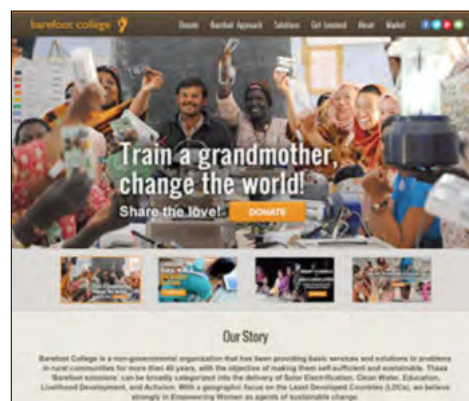 barefoot college
Donate Barefoot Approach Solutions Get Involved About Market
Train a grandmother,
change the world!
Share the love! DONATE
Our Story
Barefoot College is a non-governmental organization that has been providing basic services and solutions to problems
in rural communities for more than 40 years, with the objective of making them self-sufficient and sustainable. These
'Barefoot solutions' can be broadly categorized into the delivery of Solar Electrification, Clean Water, Education,
Livelihood Development, and Activism. With a geographic focus on the Least Developed Countries (LDCs), we believe
strongly in Empowering Women as agents of sustainable change.